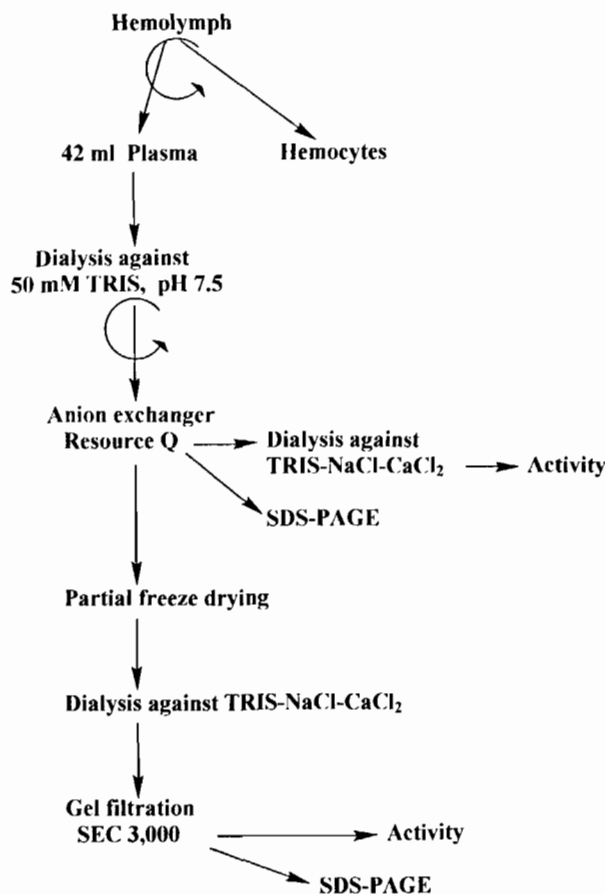 Hemolymph
42 ml Plasma
Hemocytes
Dialysis against
50 mM TRIS, pH 7.5
Anion exchanger
Resource Q
Dialysis against
TRIS-NaCl-CaCl₂
Activity
SDS-PAGE
Partial freeze drying
Dialysis against TRIS-NaCl-CaCl₂
Gel filtration
SEC 3,000
Activity
SDS-PAGE